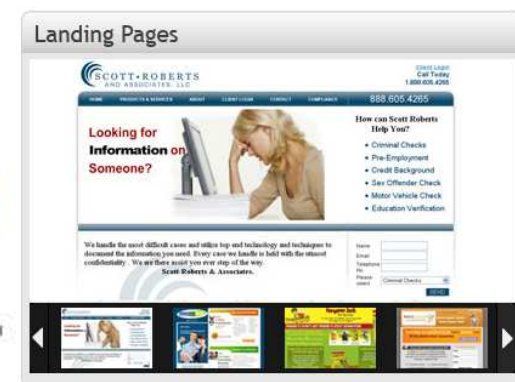 Landing Pages
SCOTT•ROBERTS
AND ASSOCIATES, LLC
Client Login
Call Today
1.888.605.4265
HOME PRODUCTS & SERVICES ABOUT CLIENT LOGIN CONTACT COMPLIANCE 888.605.4265
Looking for
Information on
Someone?
How can Scott Roberts
Help You?
• Criminal Checks
• Pre-Employment
• Credit Background
• Sex Offender Check
• Motor Vehicle Check
• Education Verification
We handle the most difficult cases and utilize top end technology and techniques to
document the information you need. Every case we handle is held with the utmost
confidentiality . We are there assist you ever step of the way.
Scott-Roberts & Associates.
Name
Email
Telephone
No
Please
select
Criminal Checks
SEND